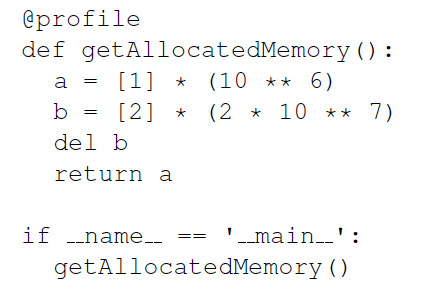 @profile
def getAllocatedMemory():
  a = [1] * (10 ** 6)
  b = [2] * (2 * 10 ** 7)
  del b
  return a

if __name__ == '__main__':
  getAllocatedMemory()